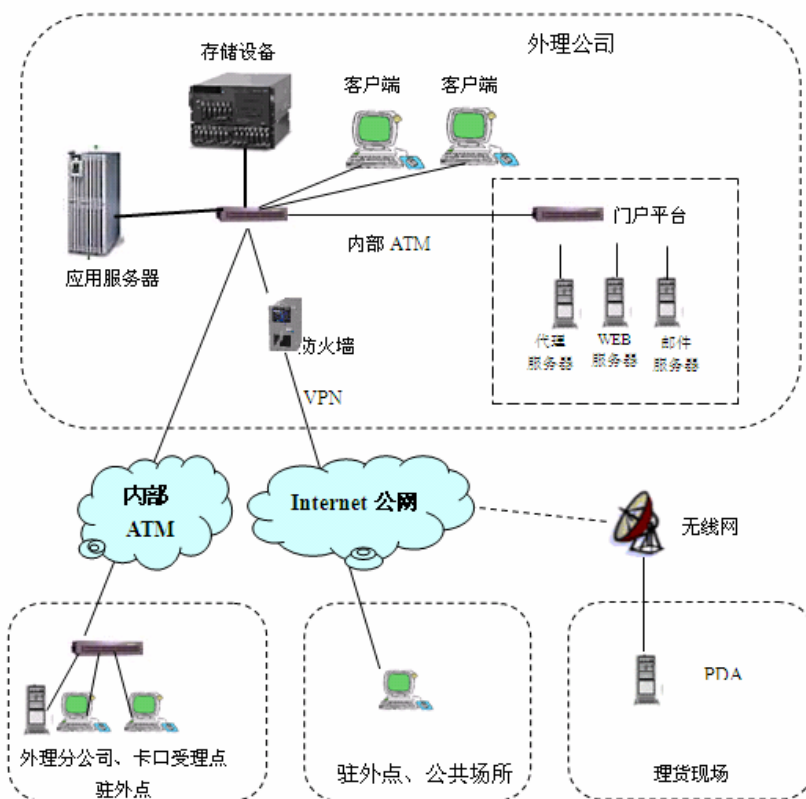 外理公司
存储设备
客户端
客户端
门户平台
内部 ATM
应用服务器
代理
服务器
WEB
服务器
邮件
服务器
防火墙
VPN
内部
ATM
Internet 公网
无线网
PDA
外理分公司、卡口受理点
驻外点
驻外点、公共场所
理货现场